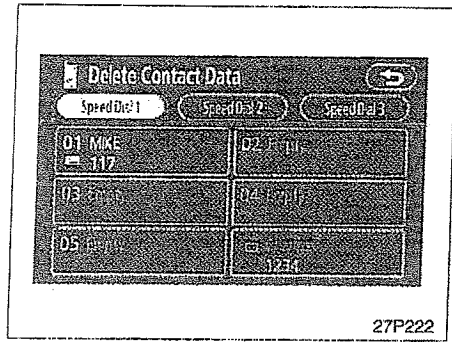 Delete Contact Data
Speed Dial 1 Speed Dial 2 Speed Dial 3
01 MIKE
117
02 Empty
03 Empty
04 Empty
05 Empty
1234
27P222